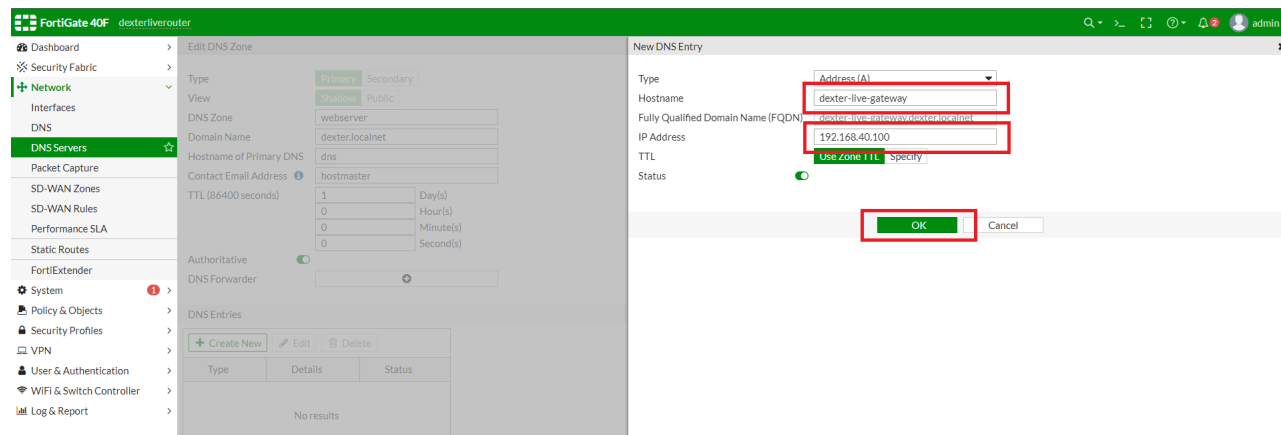 FortiGate 40F dexterliverouter
2 admin
Dashboard
Security Fabric
Network
Interfaces
DNS
DNS Servers
Packet Capture
SD-WAN Zones
SD-WAN Rules
Performance SLA
Static Routes
FortiExtender
System 1
Policy & Objects
Security Profiles
VPN
User & Authentication
WiFi & Switch Controller
Log & Report
Edit DNS Zone
Type Primary Secondary
View Shadow Public
DNS Zone webserver
Domain Name dexter.localnet
Hostname of Primary DNS dns
Contact Email Address hostmaster
TTL (86400 seconds) 1 Day(s)
0 Hour(s)
0 Minute(s)
0 Second(s)
Authoritative
DNS Forwarder
DNS Entries
Create New Edit Delete
Type Details Status
No results
New DNS Entry
Type Address (A)
Hostname dexter-live-gateway
Fully Qualified Domain Name (FQDN) dexter-live-gateway.dexter.localnet
IP Address 192.168.40.100
TTL Use Zone TTL Specify
Status
OK Cancel